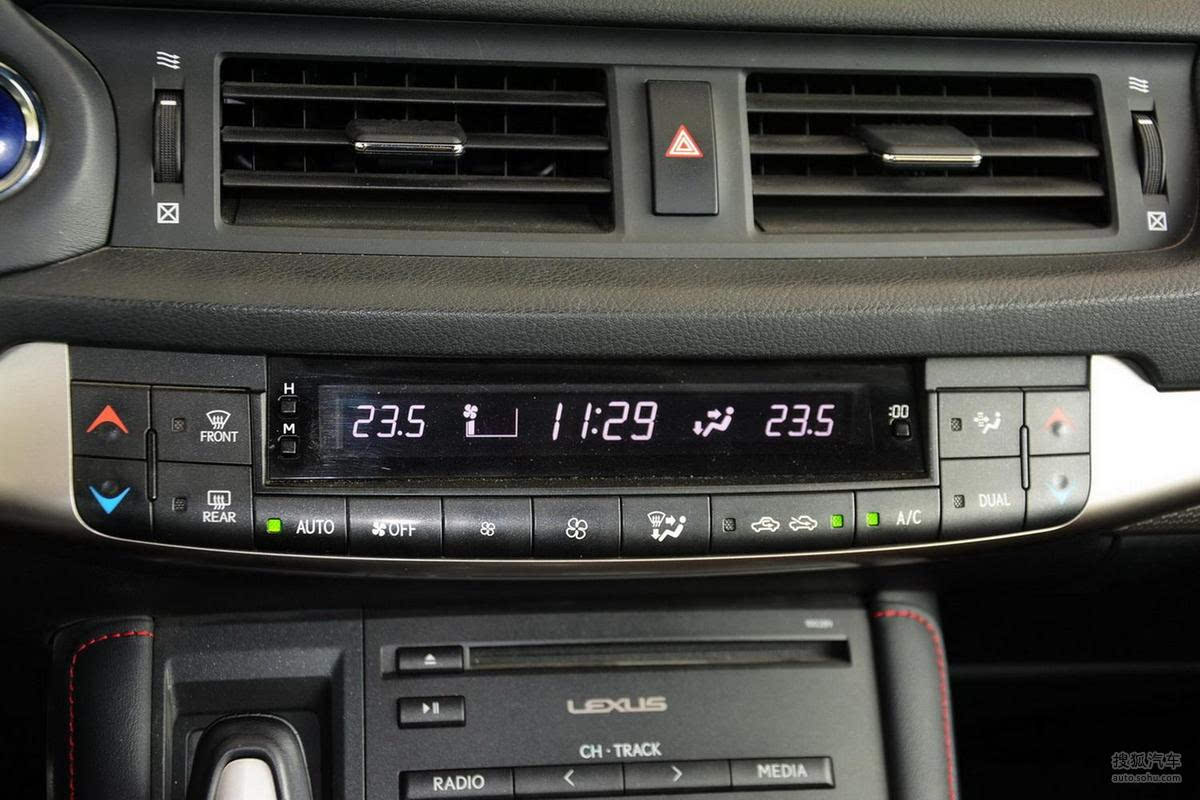 H
M
23.5
11:29
23.5
:00
FRONT
REAR
AUTO
OFF
A/C
DUAL
LEXUS
CH · TRACK
RADIO
MEDIA
搜狐汽车
auto.sohu.com